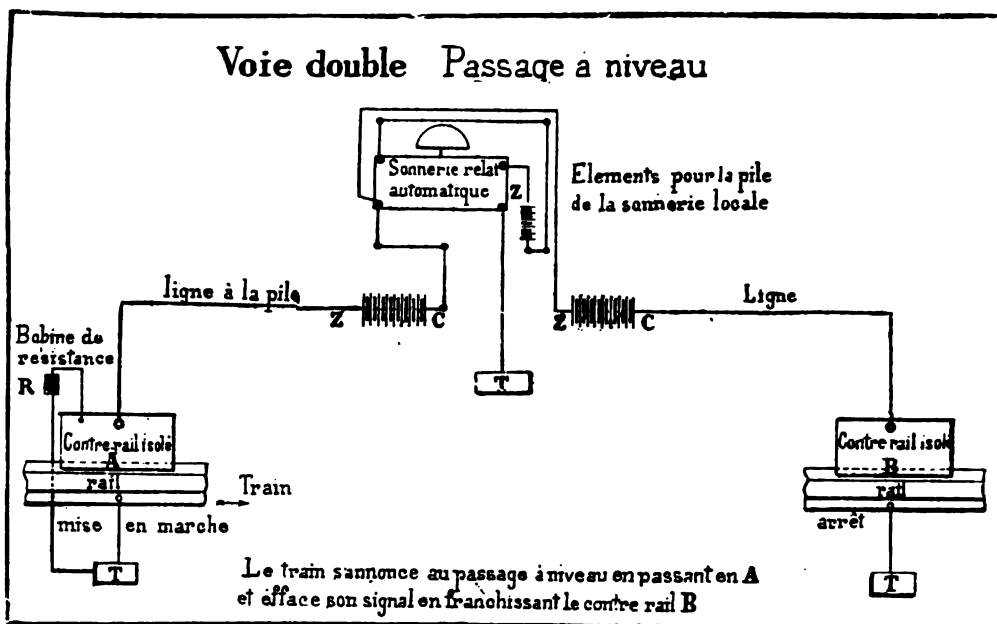 Voie double Passage à niveau
Sonnerie relat
automatique
Z
Elements pour la pile
de la sonnerie locale
ligne à la pile
Z
C
Z
C
Ligne
Bobine de
résistance
R
T
Contre rail isolé
A
rail
Train
mise en marche
T
Contre rail isolé
B
rail
arrêt
T
Le train s'annonce au passage à niveau en passant en A
et efface son signal en franchissant le contre rail B